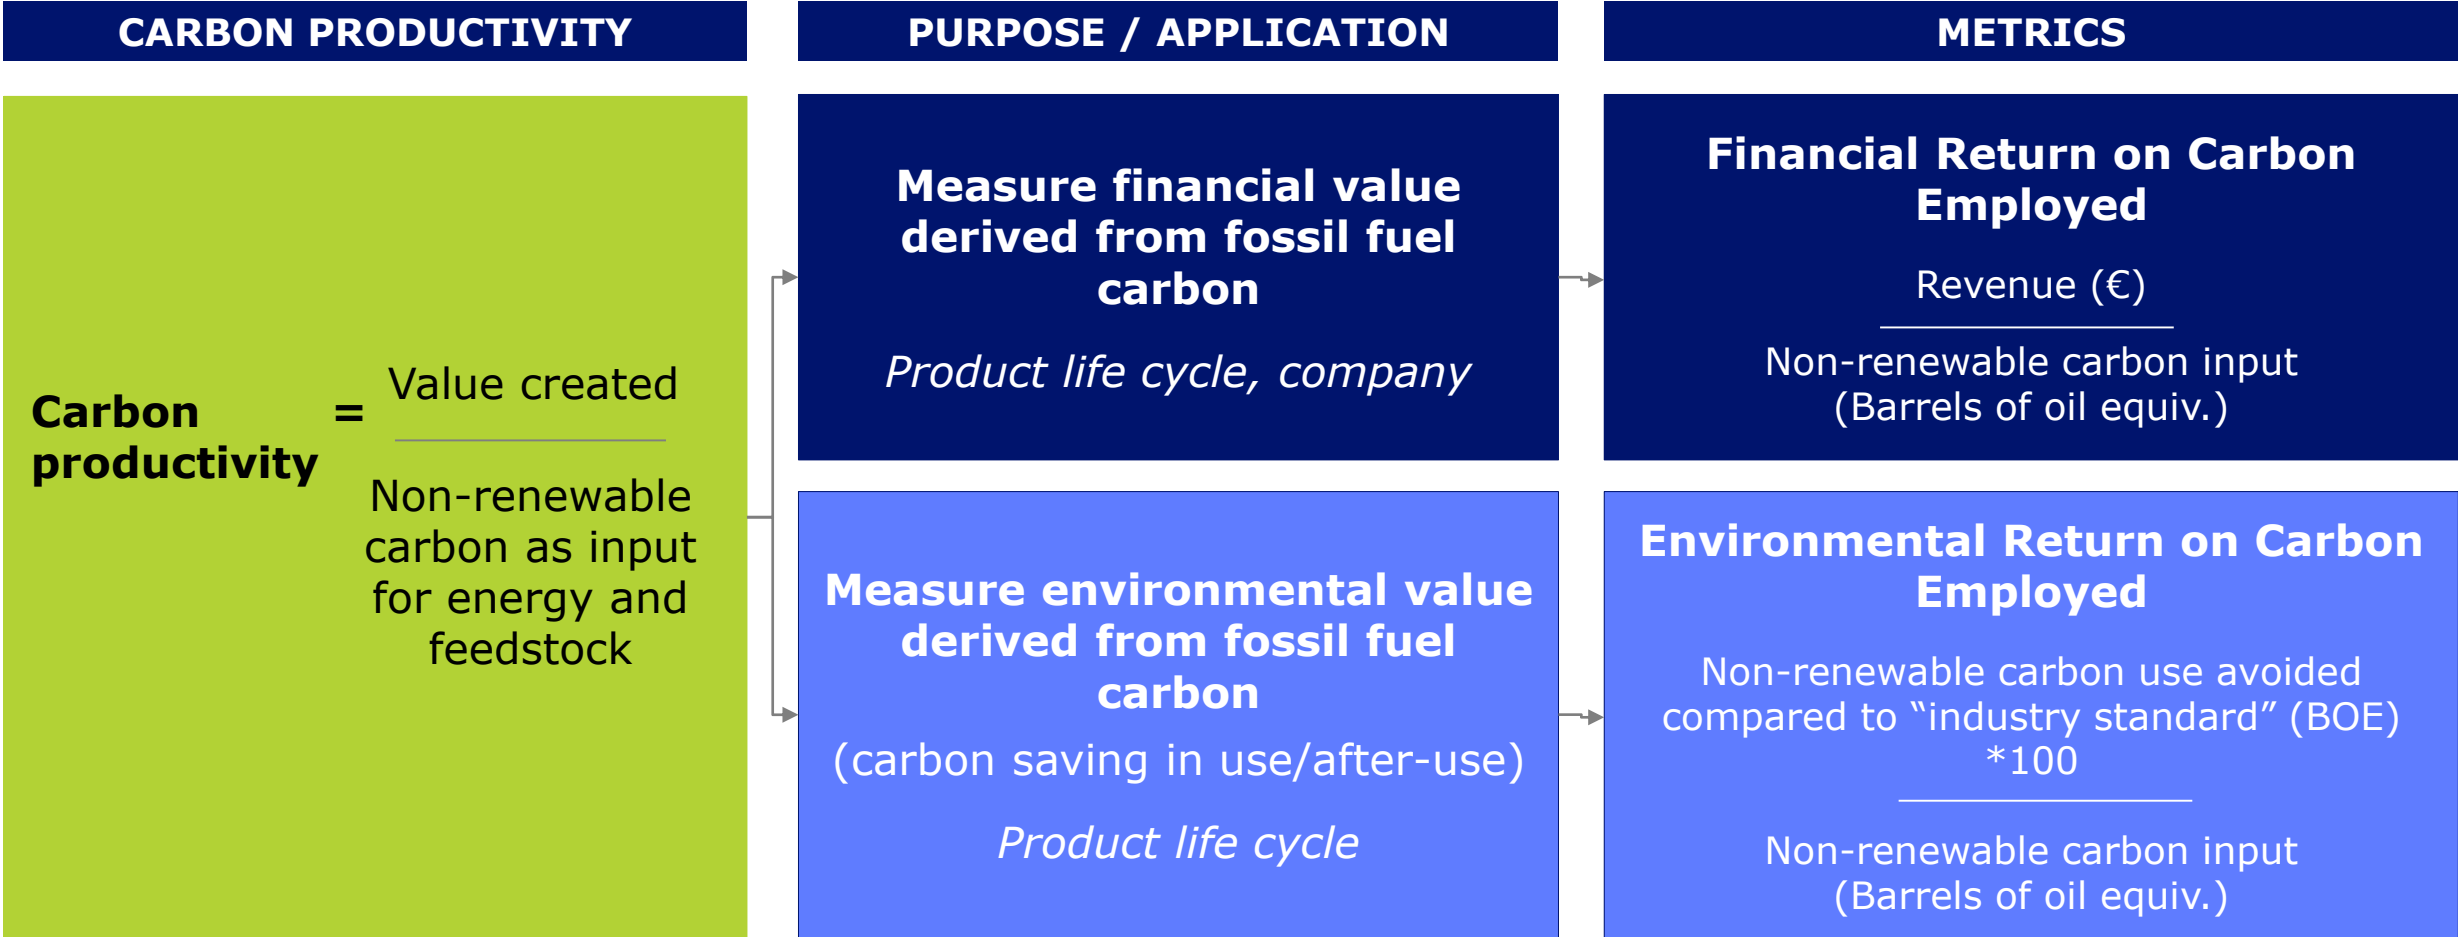 CARBON PRODUCTIVITY
PURPOSE / APPLICATION
METRICS
Carbon
productivity
=
Value created
Non-renewable
carbon as input
for energy and
feedstock
Measure financial value
derived from fossil fuel
carbon
Product life cycle, company
Financial Return on Carbon
Employed
Revenue (€)
Non-renewable carbon input
(Barrels of oil equiv.)
Measure environmental value
derived from fossil fuel
carbon
(carbon saving in use/after-use)
Product life cycle
Environmental Return on Carbon
Employed
Non-renewable carbon use avoided
compared to “industry standard” (BOE)
*100
Non-renewable carbon input
(Barrels of oil equiv.)